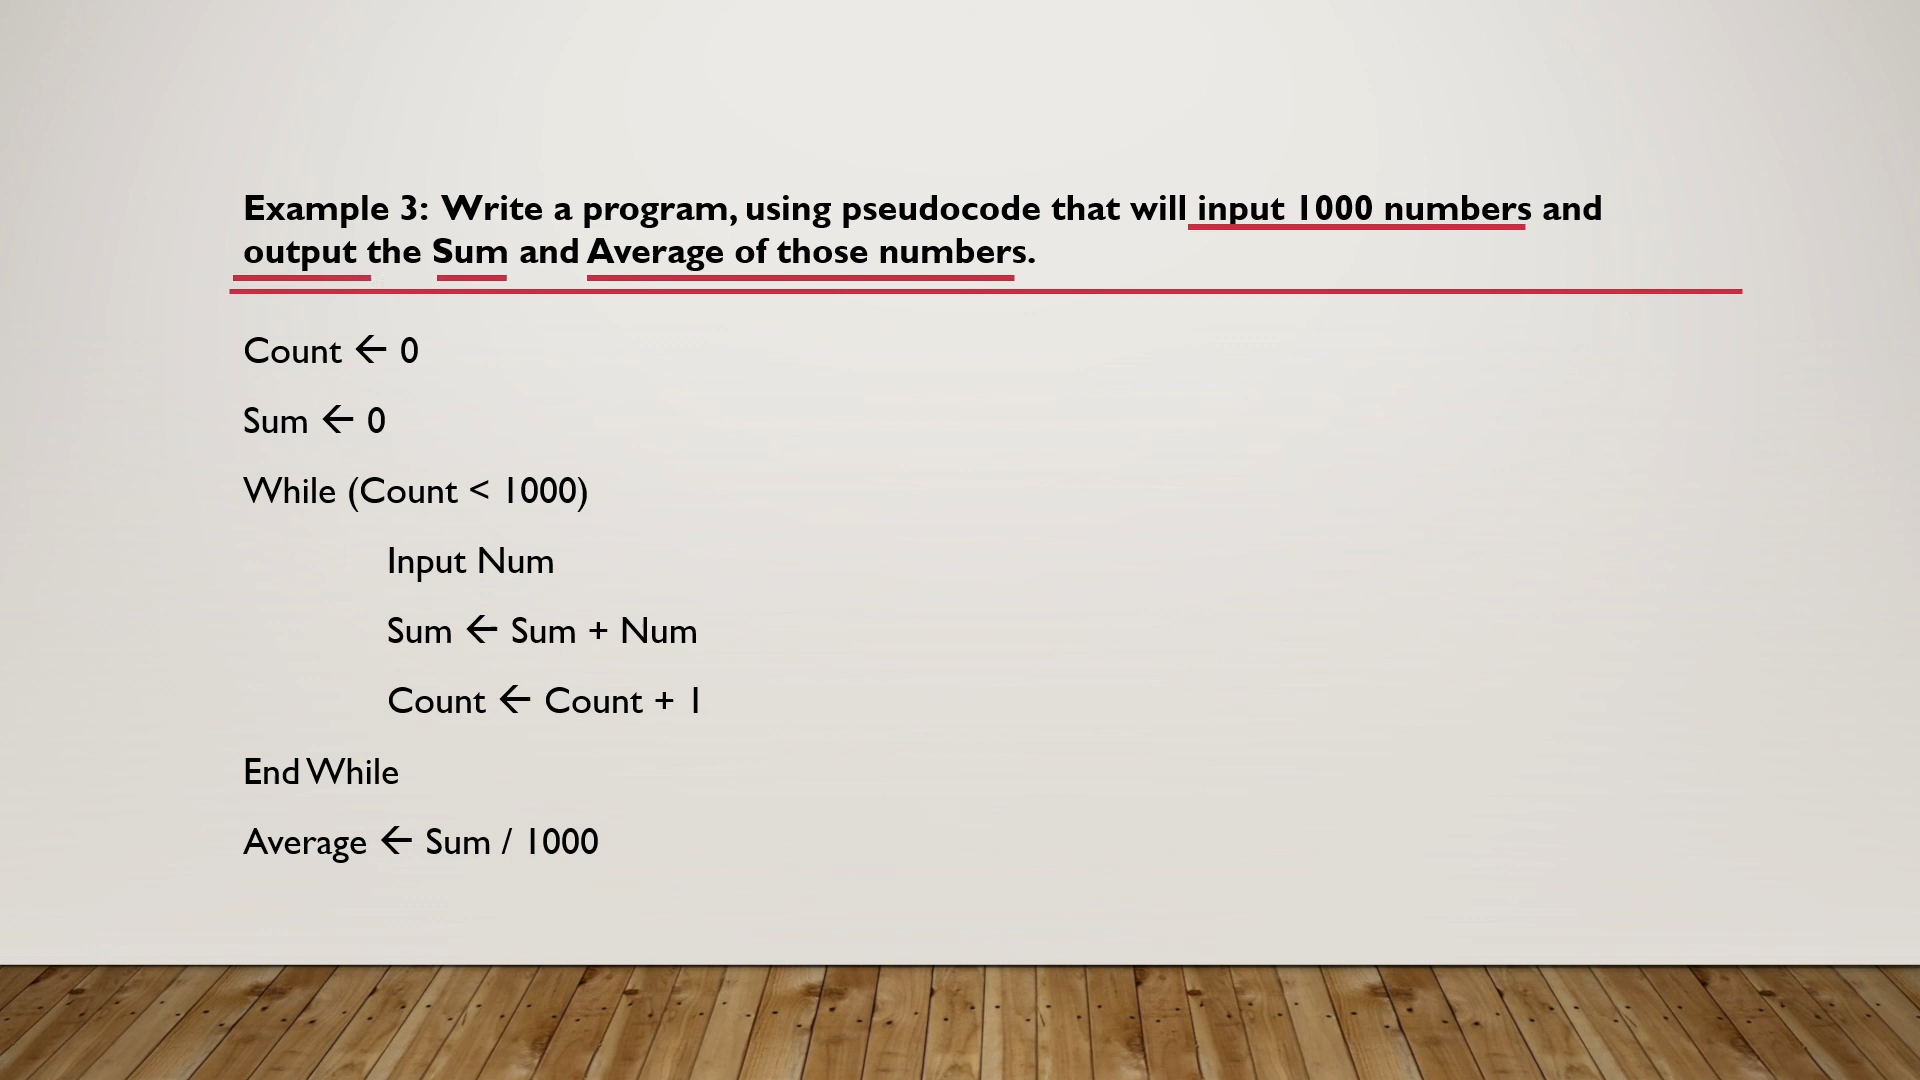 Example 3: Write a program, using pseudocode that will input 1000 numbers and
output the Sum and Average of those numbers.
Count ← 0
Sum ← 0
While (Count < 1000)
Input Num
Sum ← Sum + Num
Count ← Count + 1
End While
Average ← Sum / 1000